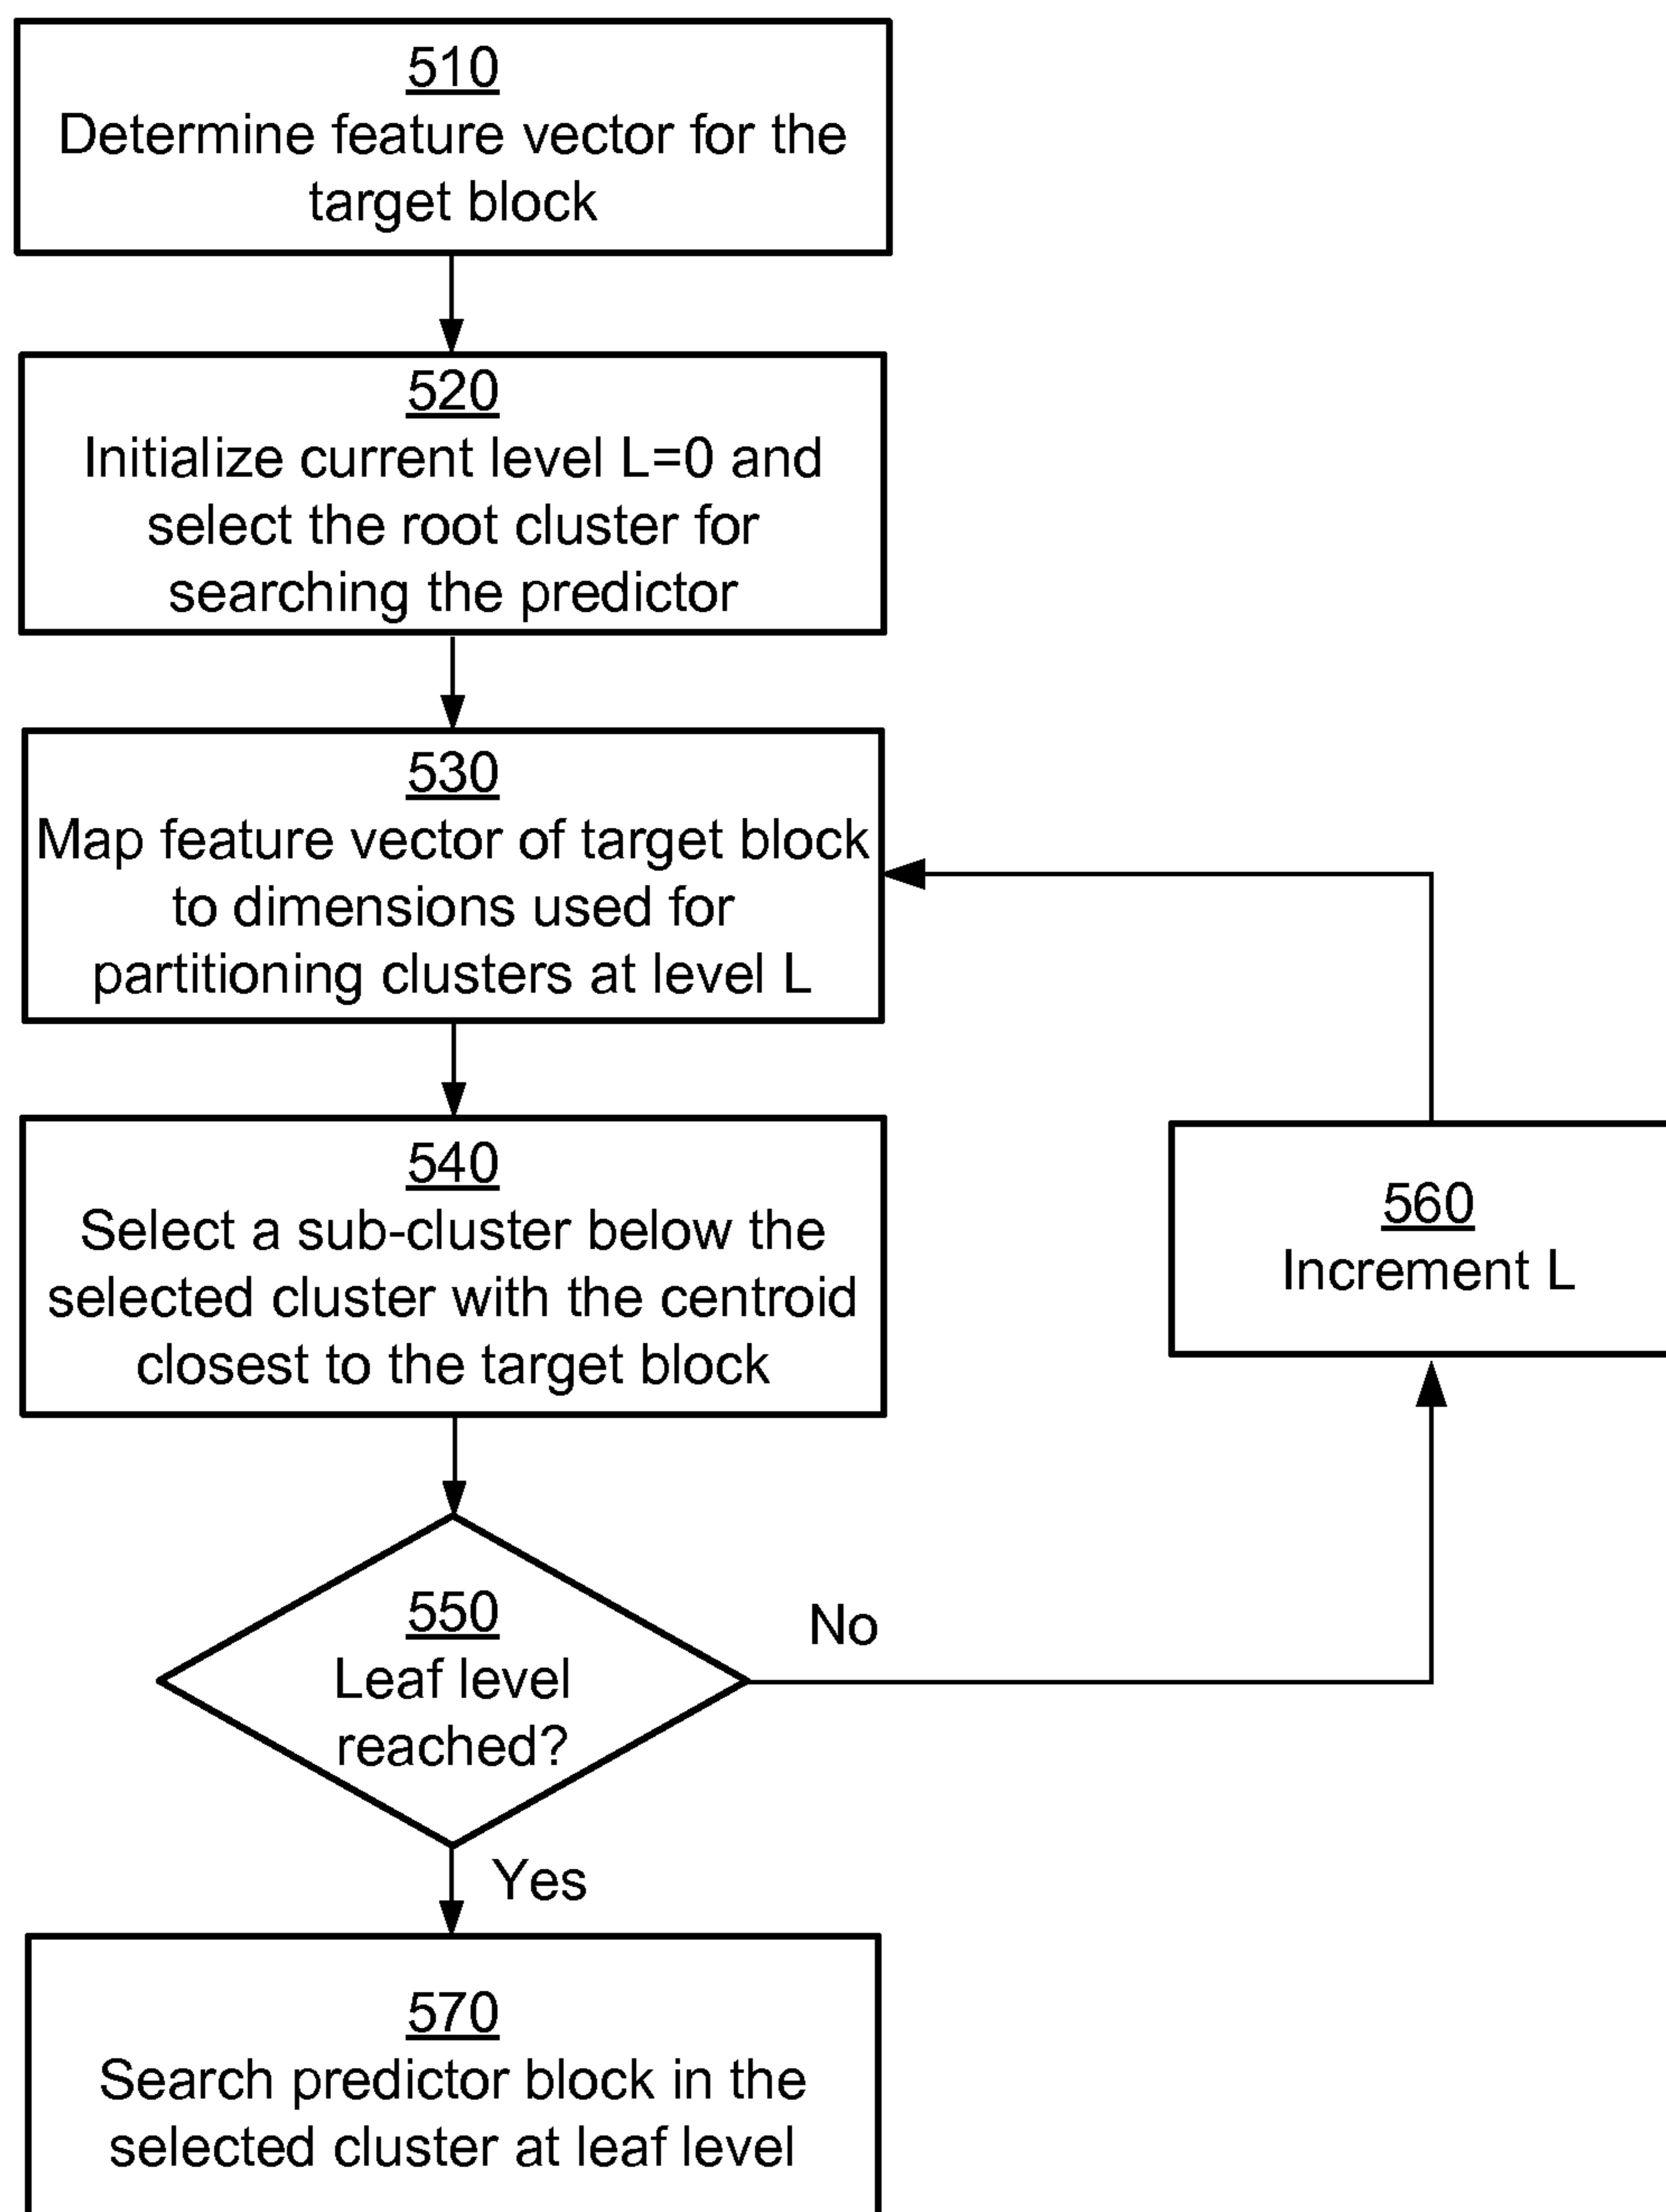 510
Determine feature vector for the
target block
520
Initialize current level L=0 and
select the root cluster for
searching the predictor
530
Map feature vector of target block
to dimensions used for
partitioning clusters at level L
540
Select a sub-cluster below the
selected cluster with the centroid
closest to the target block
560
Increment L
550
Leaf level
reached?
No
Yes
570
Search predictor block in the
selected cluster at leaf level